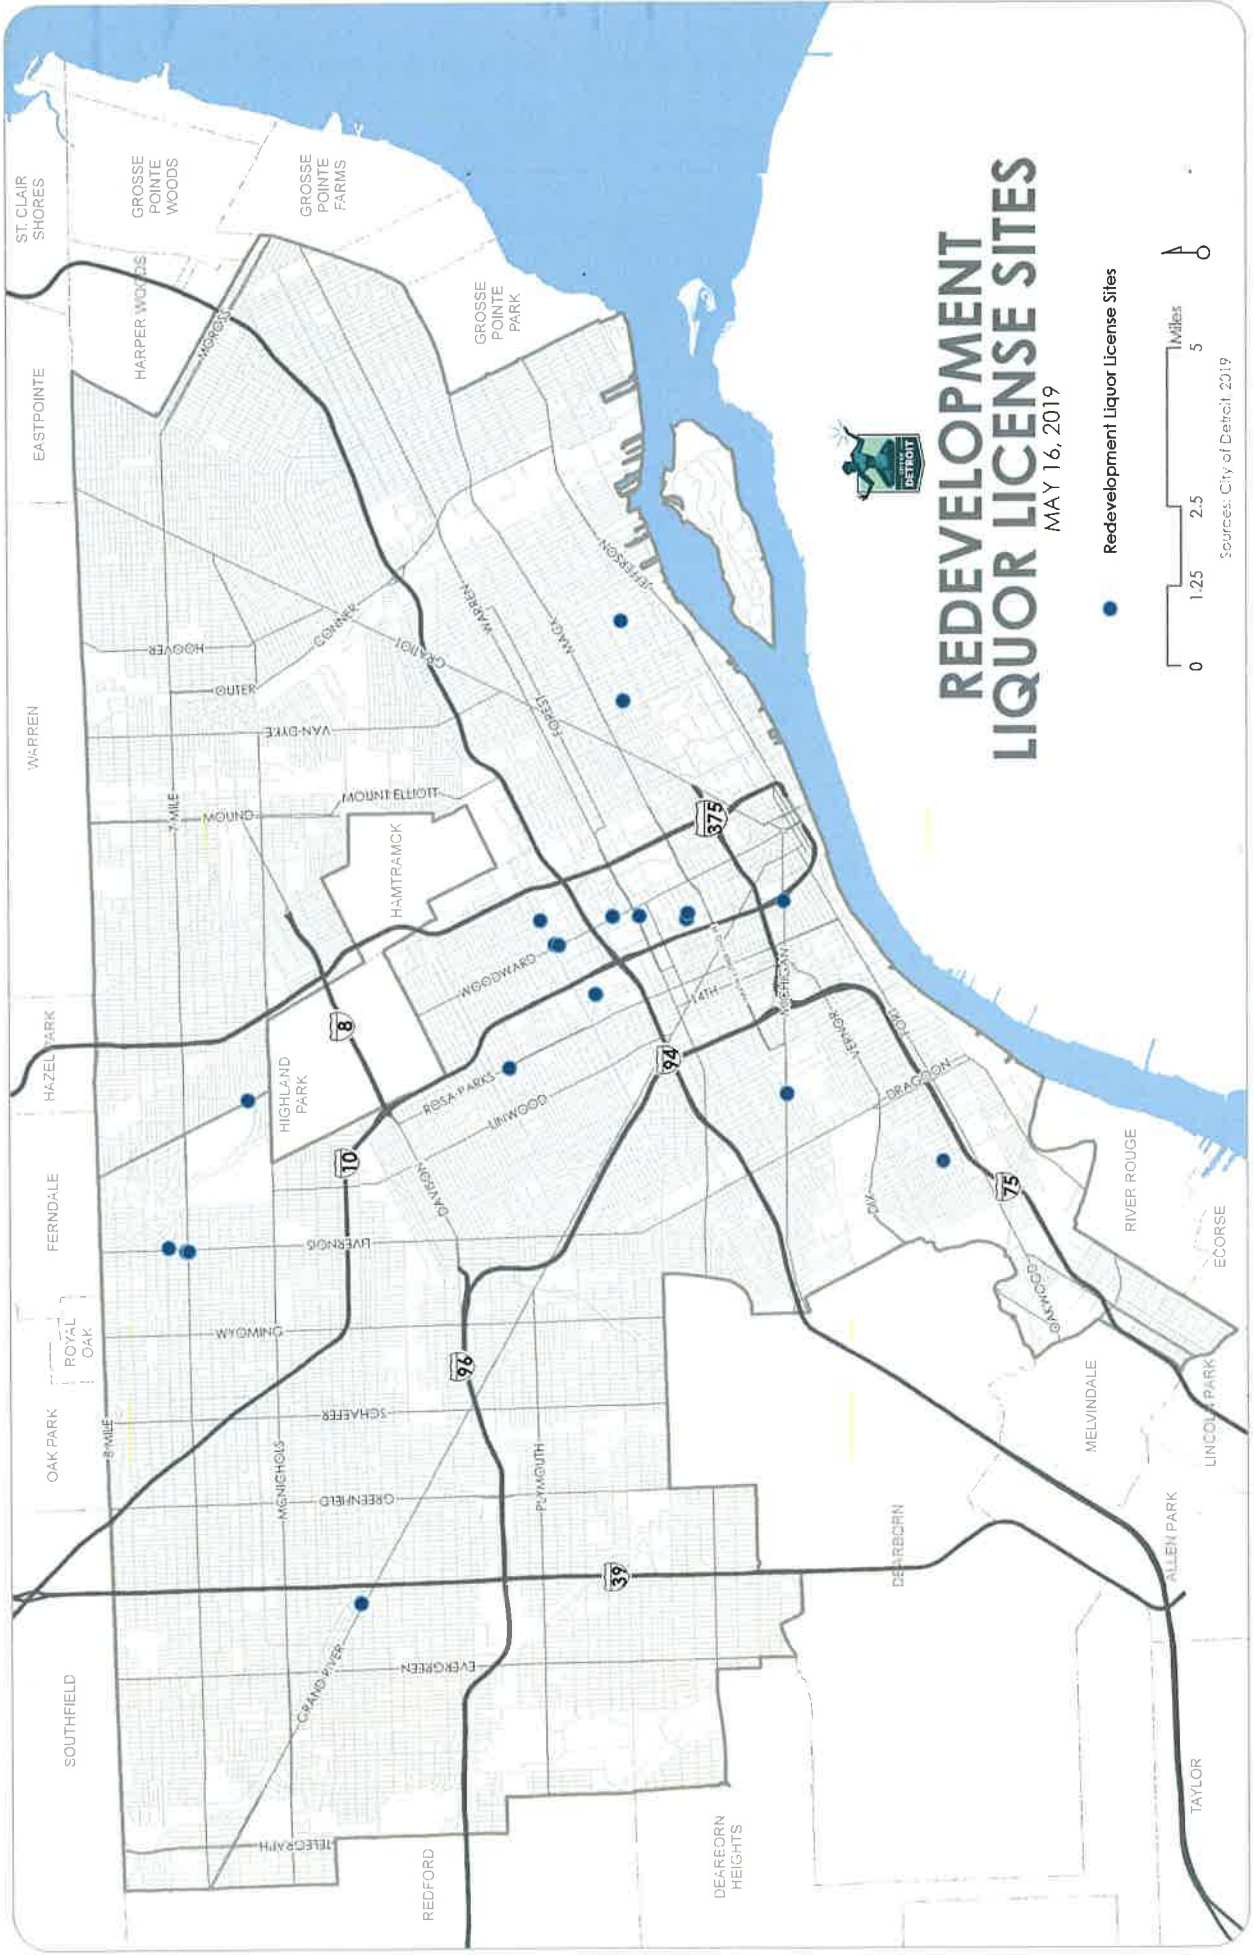 REDEVELOPMENT
LIQUOR LICENSE SITES
MAY 16, 2019
CITY OF
DETROIT
Redevelopment Liquor License Sites
0 1.25 2.5 5
Miles
Sources: City of Detroit, 2019
SOUTHFIELD
OAK PARK
ROYAL
OAK
FERNDALE
HAZEL PARK
WARREN
EASTPOINTE
ST. CLAIR
SHORES
HARPER WOODS
GROSSE
POINTE
WOODS
GROSSE
POINTE
FARMS
GROSSE
POINTE
PARK
HAMTRAMCK
HIGHLAND
PARK
REDFORD
DEARBORN
HEIGHTS
DEARBORN
MELVINDALE
ALLEN PARK
LINCOLN PARK
TAYLOR
RIVER ROUGE
ECORSE
8 MILE
7 MILE
MCNICHOLS
PLYMOUTH
TELEGRAPH
GRAND RIVER
EVERGREEN
GREENFIELD
SCHAEFER
WYOMING
LIVERNOIS
DAVISON
LINWOOD
ROSA PARKS
WOODWARD
14TH
MICHIGAN
VERNOR
FORT
DRAGOON
DIX
OAKWOOD
MOUND
MOUNT ELLIOTT
VAN DYKE
OUTER
HOOVER
CONNER
GRATIOT
MOROSS
WARREN
FOREST
MACK
JEFFERSON
8
10
96
39
94
75
375